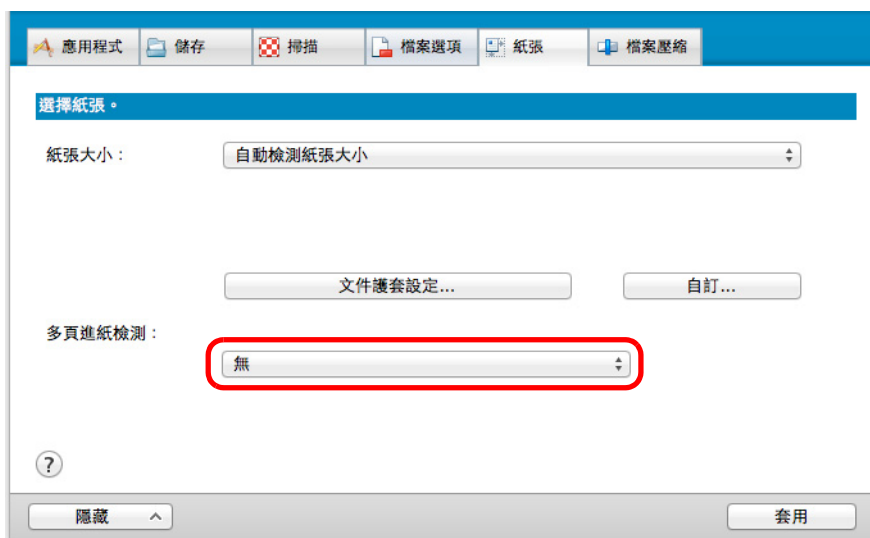 應用程式 儲存 掃描 檔案選項 紙張 檔案壓縮
選擇紙張。
紙張大小： 自動檢測紙張大小
文件護套設定... 自訂...
多頁進紙檢測：
無
?
隱藏 套用